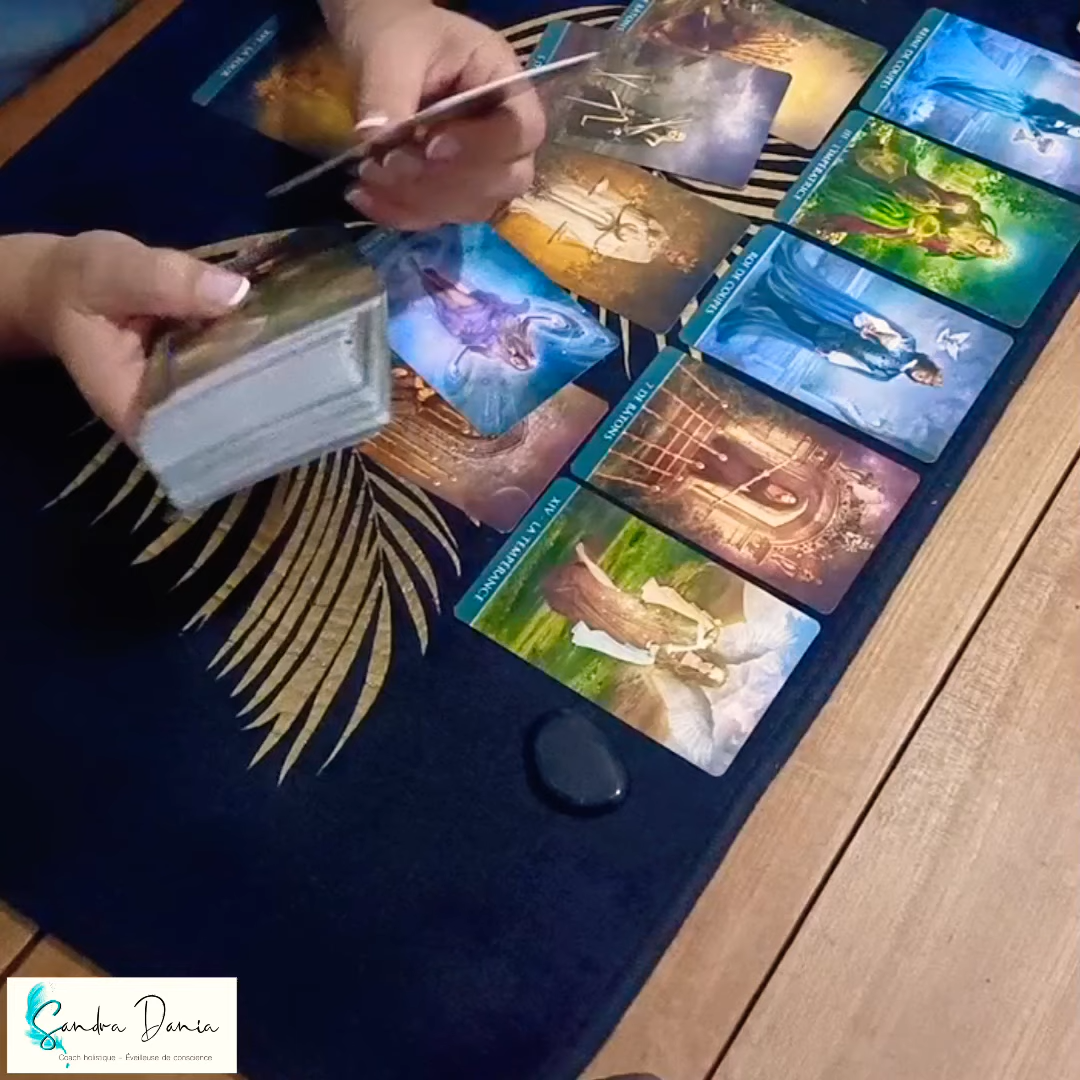 REINE DE COUPES
III - L'IMPÉRATRICE
ROI DE COUPES
7 DE BÂTONS
XIV - LA TEMPÉRANCE
Sandra Dania
Coach holistique - Éveilleuse de conscience